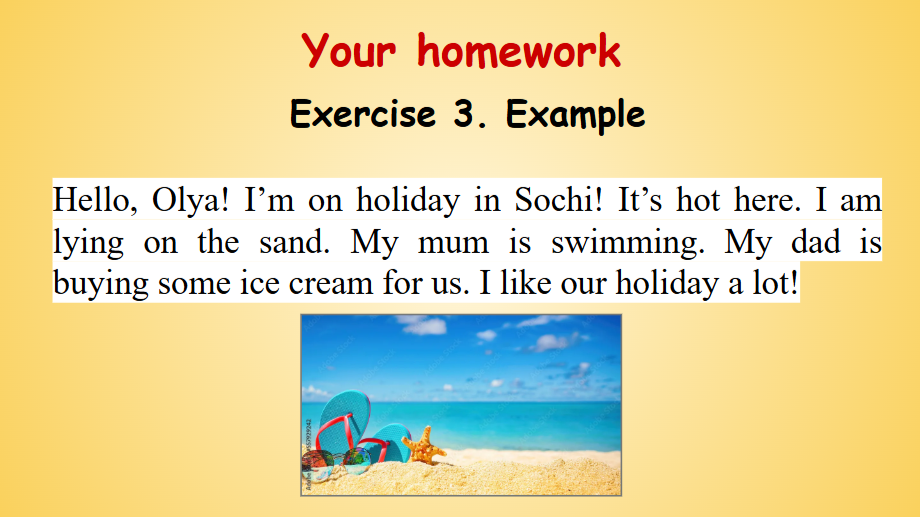 Your homework
Exercise 3. Example
Hello, Olya! I’m on holiday in Sochi! It’s hot here. I am
lying on the sand. My mum is swimming. My dad is
buying some ice cream for us. I like our holiday a lot!